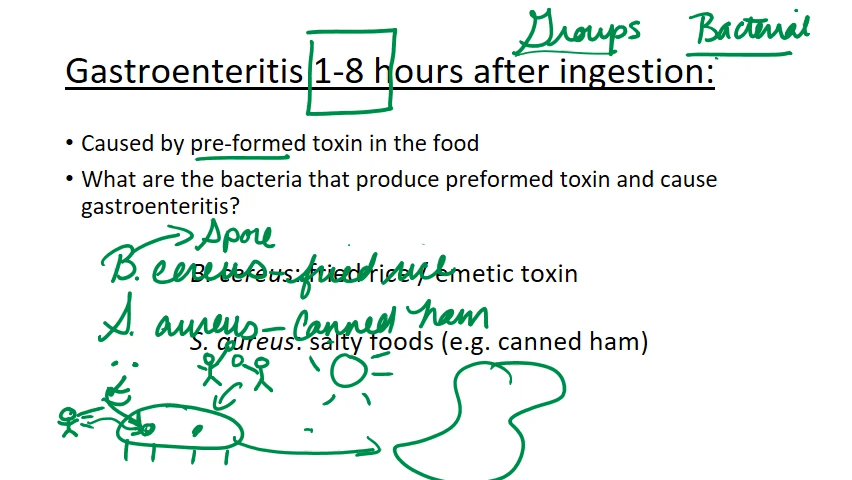 Groups Bacterial
Gastroenteritis 1-8 hours after ingestion:
• Caused by pre-formed toxin in the food
• What are the bacteria that produce preformed toxin and cause
gastroenteritis?
Spore
B. cereus - fried rice
B. cereus: fried rice / emetic toxin
S. aureus - Canned ham
S. aureus: salty foods (e.g. canned ham)